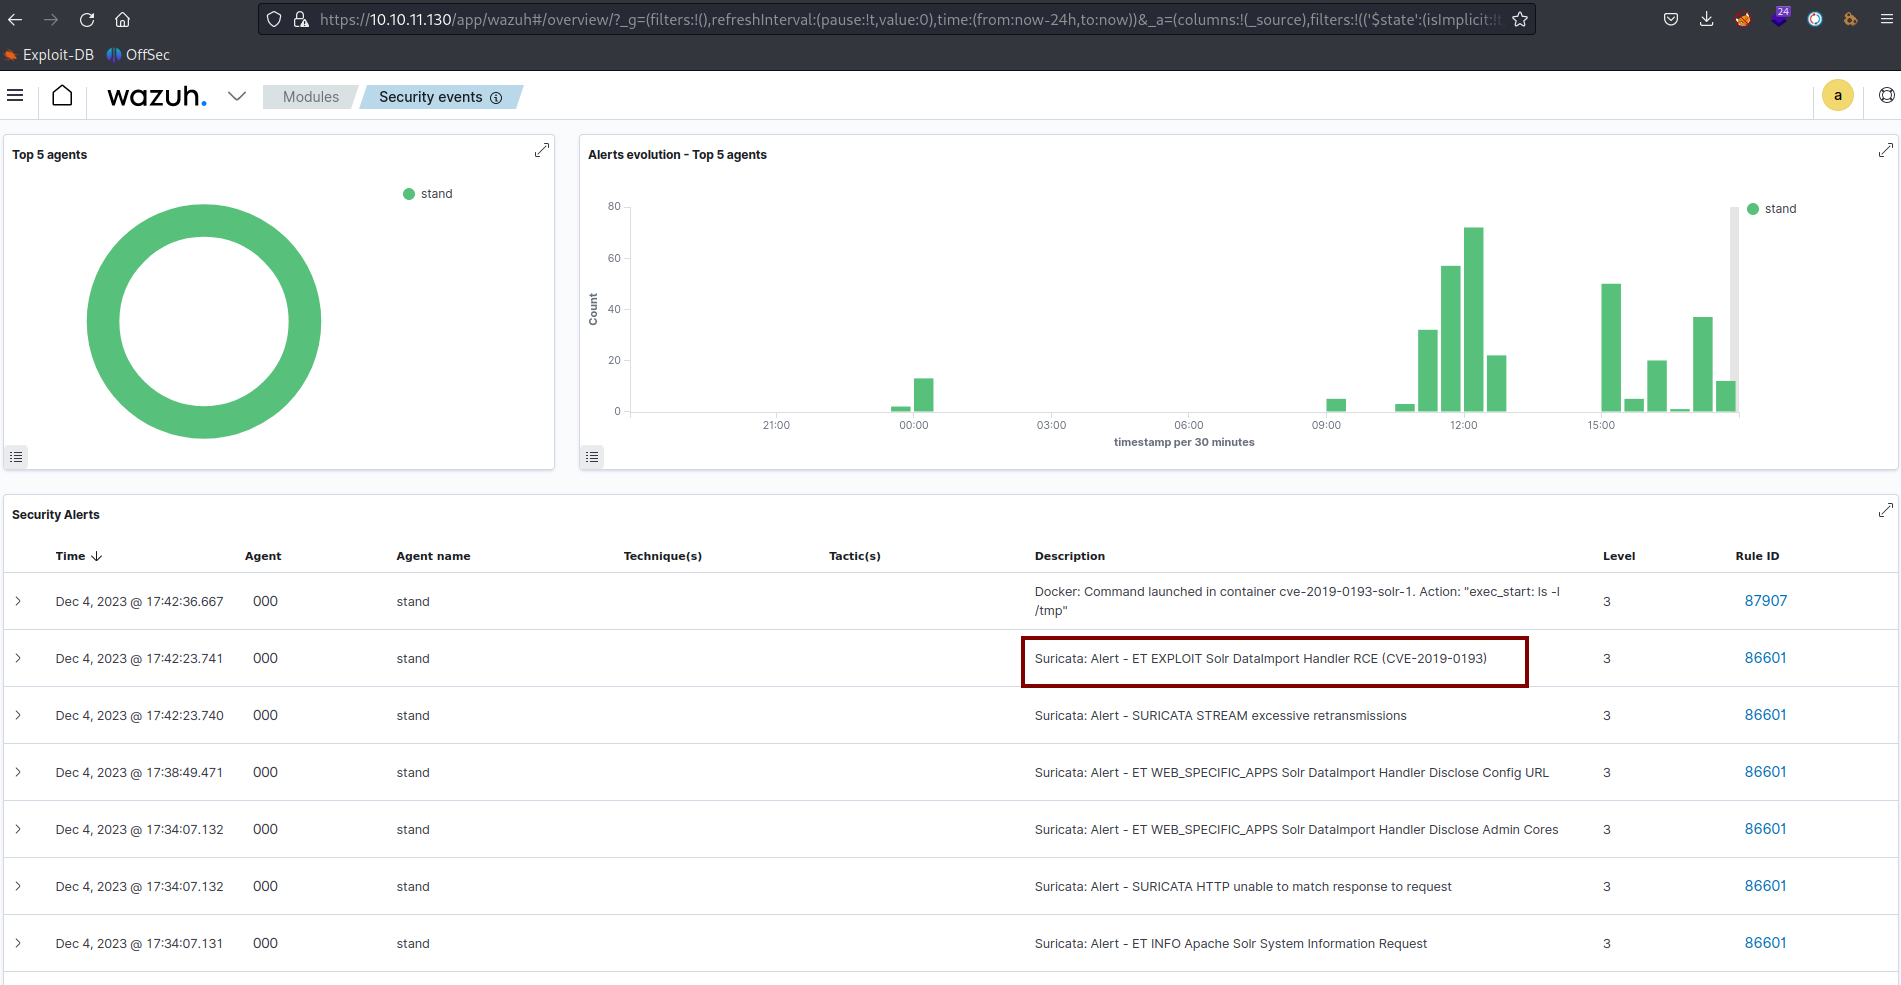 https://10.10.11.130/app/wazuh#/overview/?_g=(filters:!(),refreshInterval:(pause:!t,value:0),time:(from:now-24h,to:now))&_a=(columns:!(_source),filters:!(('$state':(isImplicit:!t
24
Exploit-DB OffSec
wazuh. Modules Security events
a
Top 5 agents
stand
Alerts evolution - Top 5 agents
stand
80
60
40
20
0
Count
21:00 00:00 03:00 06:00 09:00 12:00 15:00
timestamp per 30 minutes
Security Alerts
Time Agent Agent name Technique(s) Tactic(s) Description Level Rule ID
Dec 4, 2023 @ 17:42:36.667 000 stand Docker: Command launched in container cve-2019-0193-solr-1. Action: "exec_start: ls -l
/tmp" 3 87907
Dec 4, 2023 @ 17:42:23.741 000 stand Suricata: Alert - ET EXPLOIT Solr DataImport Handler RCE (CVE-2019-0193) 3 86601
Dec 4, 2023 @ 17:42:23.740 000 stand Suricata: Alert - SURICATA STREAM excessive retransmissions 3 86601
Dec 4, 2023 @ 17:38:49.471 000 stand Suricata: Alert - ET WEB_SPECIFIC_APPS Solr DataImport Handler Disclose Config URL 3 86601
Dec 4, 2023 @ 17:34:07.132 000 stand Suricata: Alert - ET WEB_SPECIFIC_APPS Solr DataImport Handler Disclose Admin Cores 3 86601
Dec 4, 2023 @ 17:34:07.132 000 stand Suricata: Alert - SURICATA HTTP unable to match response to request 3 86601
Dec 4, 2023 @ 17:34:07.131 000 stand Suricata: Alert - ET INFO Apache Solr System Information Request 3 86601